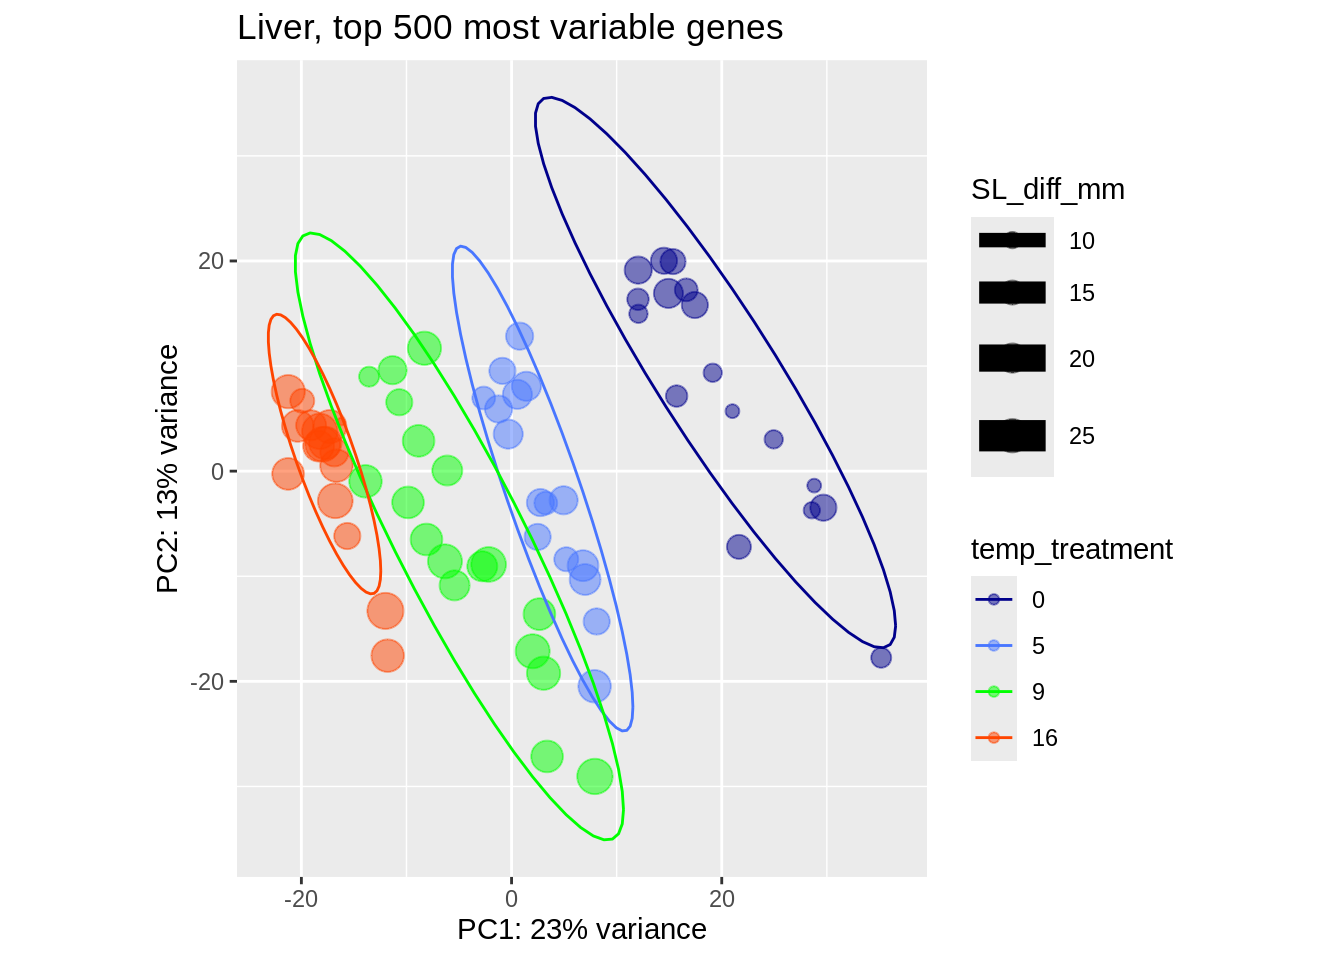 Liver, top 500 most variable genes
PC2: 13% variance
20
0
-20
-20
0
20
PC1: 23% variance
SL_diff_mm
10
15
20
25
temp_treatment
0
5
9
16